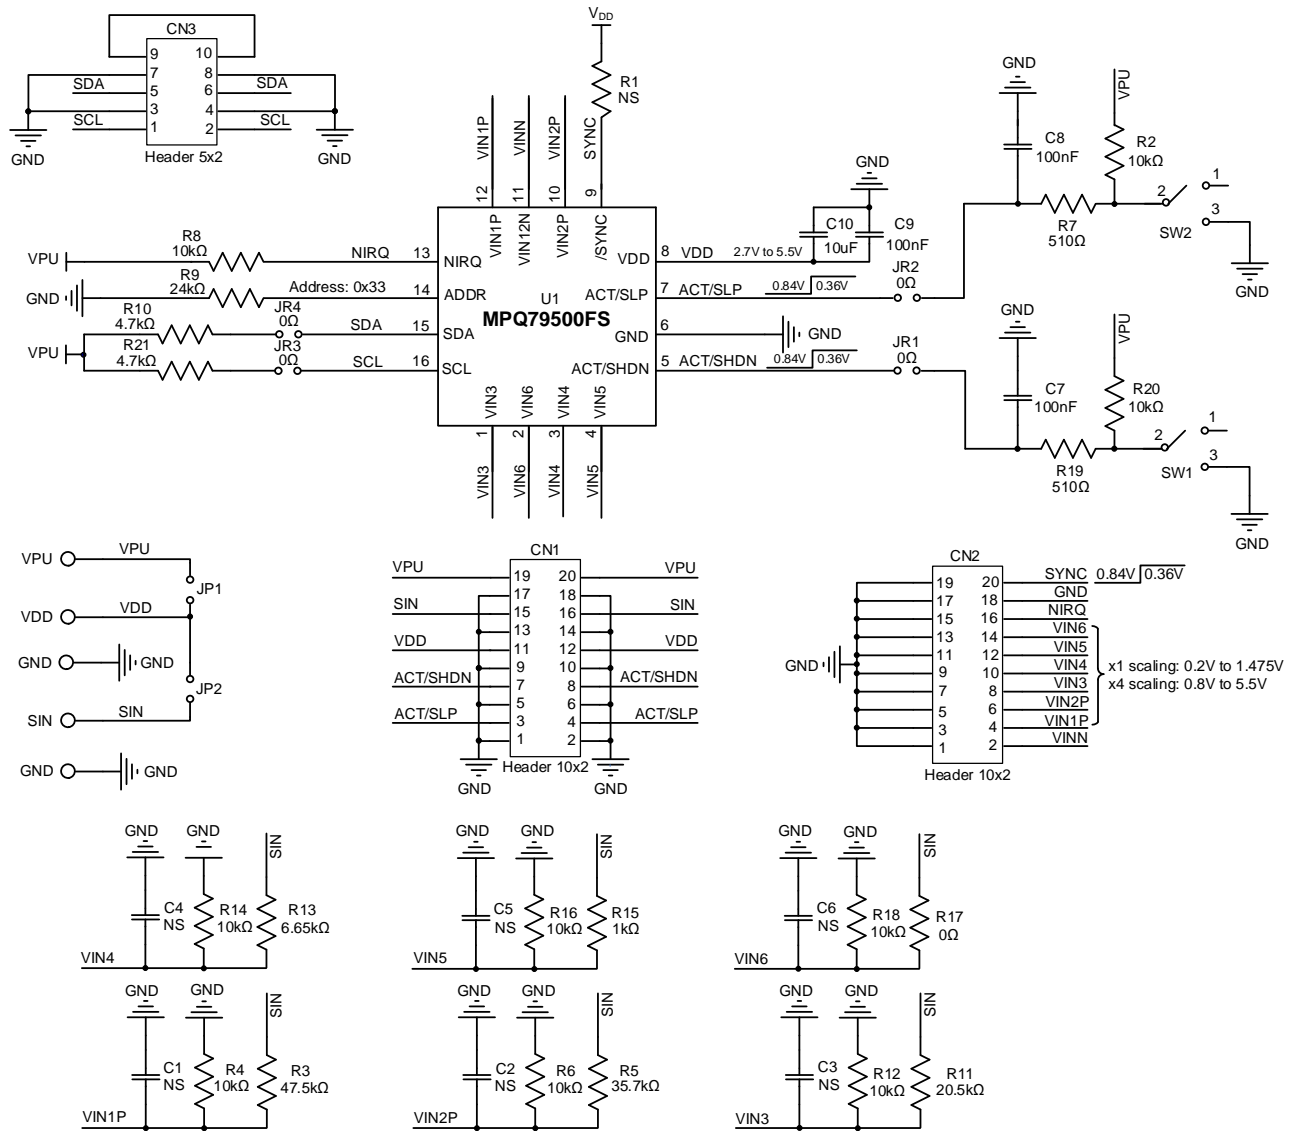 CN3
9 10
7 8
SDA 5 6 SDA
3 4
SCL 1 2 SCL
GND GND
Header 5x2
VDD
R1
NS
VIN1P VINN VIN2P SYNC
12 11 10 9
VIN1P VIN12N VIN2P /SYNC
VPU R8 10kΩ NIRQ 13 NIRQ
GND R9 24kΩ Address: 0x33 14 ADDR
R10 4.7kΩ JR4 0Ω SDA 15 SDA
VPU
R21 4.7kΩ JR3 0Ω SCL 16 SCL
U1
MPQ79500FS
VDD 8 VDD 2.7V to 5.5V
ACT/SLP 7 ACT/SLP 0.84V 0.36V JR2 0Ω
GND 6 GND
ACT/SHDN 5 ACT/SHDN 0.84V 0.36V JR1 0Ω
VIN3 VIN6 VIN4 VIN5
1 2 3 4
VIN3 VIN6 VIN4 VIN5
GND
C10 10uF
C9 100nF
GND
C8 100nF
VPU
R2 10kΩ
R7 510Ω
2 1 3
SW2
GND
GND
C7 100nF
VPU
R20 10kΩ
R19 510Ω
2 1 3
SW1
GND
VPU VPU
JP1
VDD VDD
GND GND
JP2
SIN SIN
GND GND
CN1
VPU 19 20 VPU
17 18
SIN 15 16 SIN
13 14
VDD 11 12 VDD
9 10
ACT/SHDN 7 8 ACT/SHDN
5 6
ACT/SLP 3 4 ACT/SLP
1 2
Header 10x2
GND GND
CN2
19 20 SYNC 0.84V 0.36V
17 18 GND
15 16 NIRQ
13 14 VIN6
11 12 VIN5
GND 9 10 VIN4
7 8 VIN3
5 6 VIN2P
3 4 VIN1P
1 2 VINN
x1 scaling: 0.2V to 1.475V
x4 scaling: 0.8V to 5.5V
Header 10x2
GND GND SIN
C4 NS R14 10kΩ R13 6.65kΩ
VIN4
GND GND SIN
C5 NS R16 10kΩ R15 1kΩ
VIN5
GND GND SIN
C6 NS R18 10kΩ R17 0Ω
VIN6
GND GND SIN
C1 NS R4 10kΩ R3 47.5kΩ
VIN1P
GND GND SIN
C2 NS R6 10kΩ R5 35.7kΩ
VIN2P
GND GND SIN
C3 NS R12 10kΩ R11 20.5kΩ
VIN3